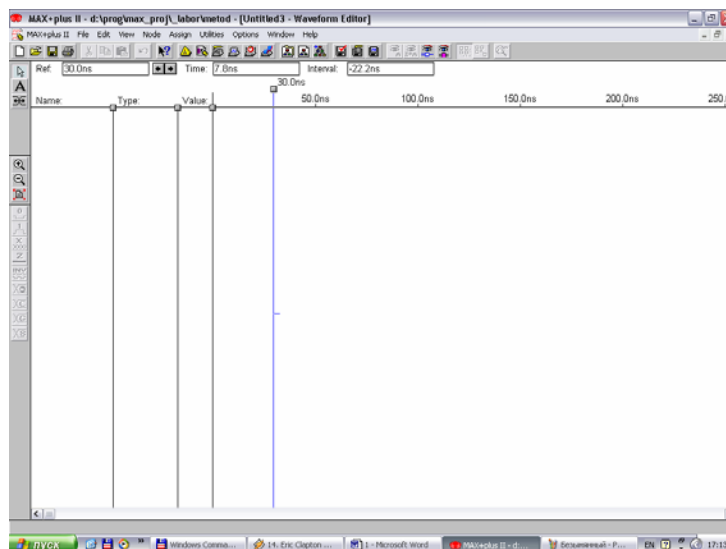 MAX+plus II - d:\prog\max_proj\_labor\metod - [Untitled3 - Waveform Editor]
MAX+plus II File Edit View Node Assign Utilities Options Window Help
Ref: 30.0ns Time: 7.8ns Interval: -22.2ns
30.0ns
Name: Type: Value: 50.0ns 100.0ns 150.0ns 200.0ns 250.
A
0
1
X
Z
INV
пуск Windows Comma... 14. Eric Clapton ... 1 - Microsoft Word MAX+plus II - d:... Безымянный - P... EN 17:12